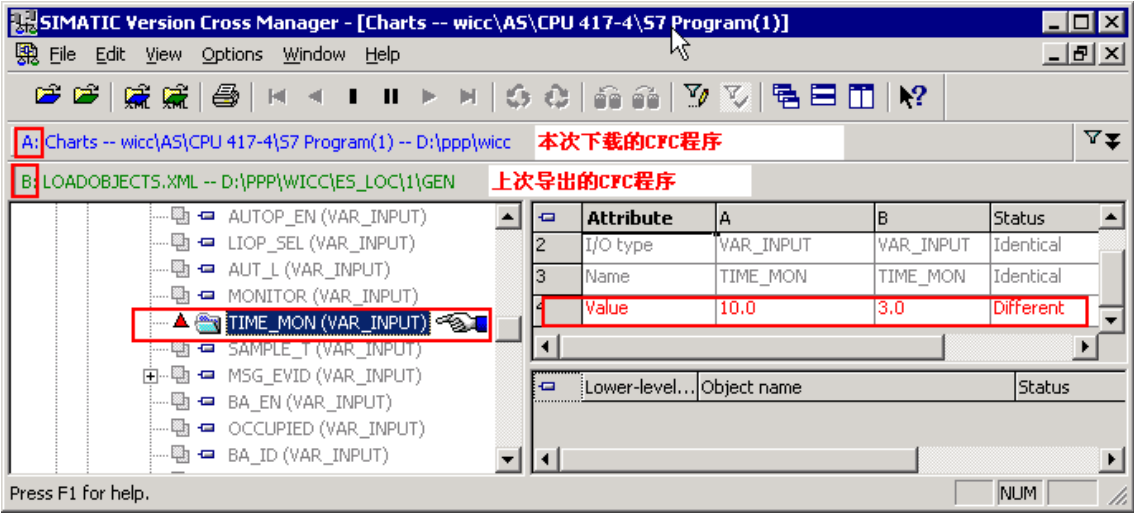 SIMATIC Version Cross Manager - [Charts -- wicc\AS\CPU 417-4\S7 Program(1)]
File Edit View Options Window Help
A: Charts -- wicc\AS\CPU 417-4\S7 Program(1) -- D:\ppp\wicc 本次下载的CFC程序
B: LOADOBJECTS.XML -- D:\PPP\WICC\ES_LOC\1\GEN 上次导出的CFC程序
AUTOP_EN (VAR_INPUT)
LIOP_SEL (VAR_INPUT)
AUT_L (VAR_INPUT)
MONITOR (VAR_INPUT)
TIME_MON (VAR_INPUT)
SAMPLE_T (VAR_INPUT)
MSG_EVID (VAR_INPUT)
BA_EN (VAR_INPUT)
OCCUPIED (VAR_INPUT)
BA_ID (VAR_INPUT)
Attribute A B Status
2 I/O type VAR_INPUT VAR_INPUT Identical
3 Name TIME_MON TIME_MON Identical
4 Value 10.0 3.0 Different
Lower-level... Object name Status
Press F1 for help. NUM